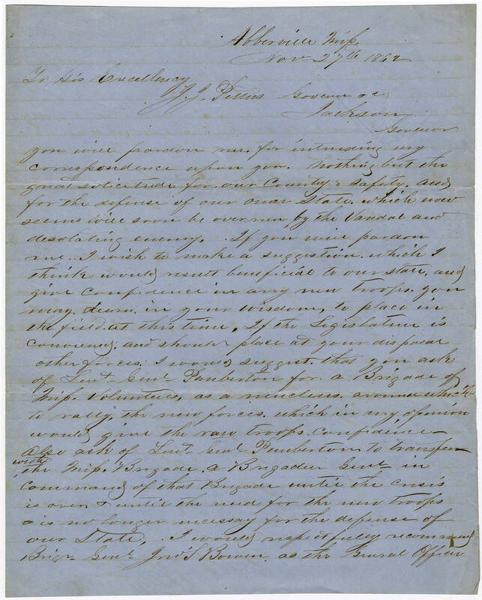 Abberville Miss.
Nov 27th 1862
To His Excellency
J. J. Pettus Governor &c
Jackson
Governor
you will pardon me for intruding my
correspondence upon you. Nothing but the
great solicitude for our Country's Safety, and
for the defense of our dear State, which now
seems will soon be overrun by the Vandal and
desolating enemy. If you will pardon
me. I wish to make a suggestion which I
think would result beneficial to our state, and
give confidence in any new troops you
may deem, in your wisdom, to place in
the field at this time. If the Legislature is
convened, and should place at your disposal
other forces, I would suggest, that you ask
of Lieut Genl Pemberton for a Brigade of
Miss Volunteers, as a nucleus, around which
to rally, the new forces, which in my opinion
would give the raw troops confidence
Also ask of Lieut Genl Pemberton to transfer
with
the Miss. Brigade, a Brigadier Genl in
command of that Brigade until the crisis
is over & until the need for the new troops
is no longer necessary for the defense of
our State. I would respectfully recommend
Brigr Genl Jno S Bowen, as the General Officer